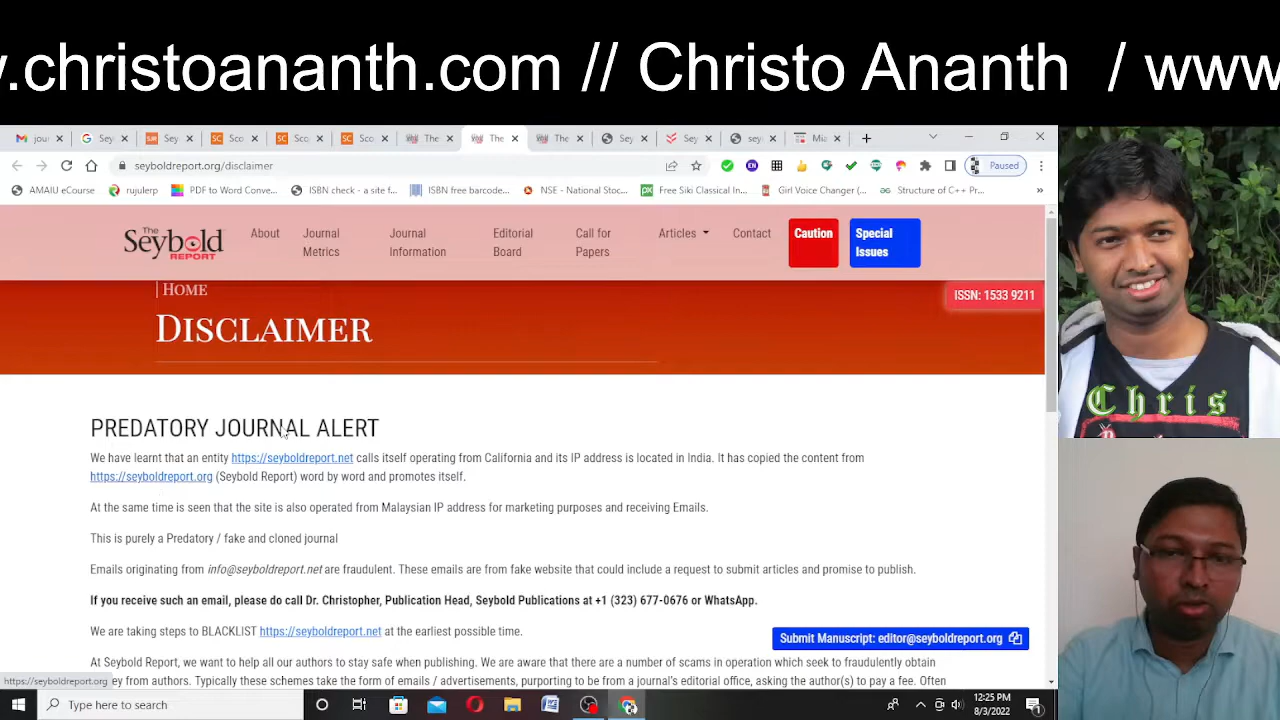 .christoananth.com // Christo Ananth / www
jou
Sey
Sey
Sco
Sco
Sco
The
The
The
Sey
Sey
sey
Mia
seyboldreport.org/disclaimer
Paused
AMAIU eCourse
rujulerp
PDF to Word Conve...
ISBN check - a site f...
ISBN free barcode...
NSE - National Stoc...
Free Siki Classical In...
Girl Voice Changer (...
Structure of C++ Pr...
The
Seybold
REPORT
About
Journal
Metrics
Journal
Information
Editorial
Board
Call for
Papers
Articles
Contact
Caution
Special
Issues
| HOME
ISSN: 1533 9211
DISCLAIMER
PREDATORY JOURNAL ALERT
We have learnt that an entity https://seyboldreport.net calls itself operating from California and its IP address is located in India. It has copied the content from
https://seyboldreport.org (Seybold Report) word by word and promotes itself.
At the same time is seen that the site is also operated from Malaysian IP address for marketing purposes and receiving Emails.
This is purely a Predatory / fake and cloned journal
Emails originating from info@seyboldreport.net are fraudulent. These emails are from fake website that could include a request to submit articles and promise to publish.
If you receive such an email, please do call Dr. Christopher, Publication Head, Seybold Publications at +1 (323) 677-0676 or WhatsApp.
We are taking steps to BLACKLIST https://seyboldreport.net at the earliest possible time.
Submit Manuscript: editor@seyboldreport.org
At Seybold Report, we want to help all our authors to stay safe when publishing. We are aware that there are a number of scams in operation which seek to fraudulently obtain
ey from authors. Typically these schemes take the form of emails / advertisements, purporting to be from a journal's editorial office, asking the author(s) to pay a fee. Often
https://seyboldreport.org
Type here to search
12:25 PM
8/3/2022
Chris